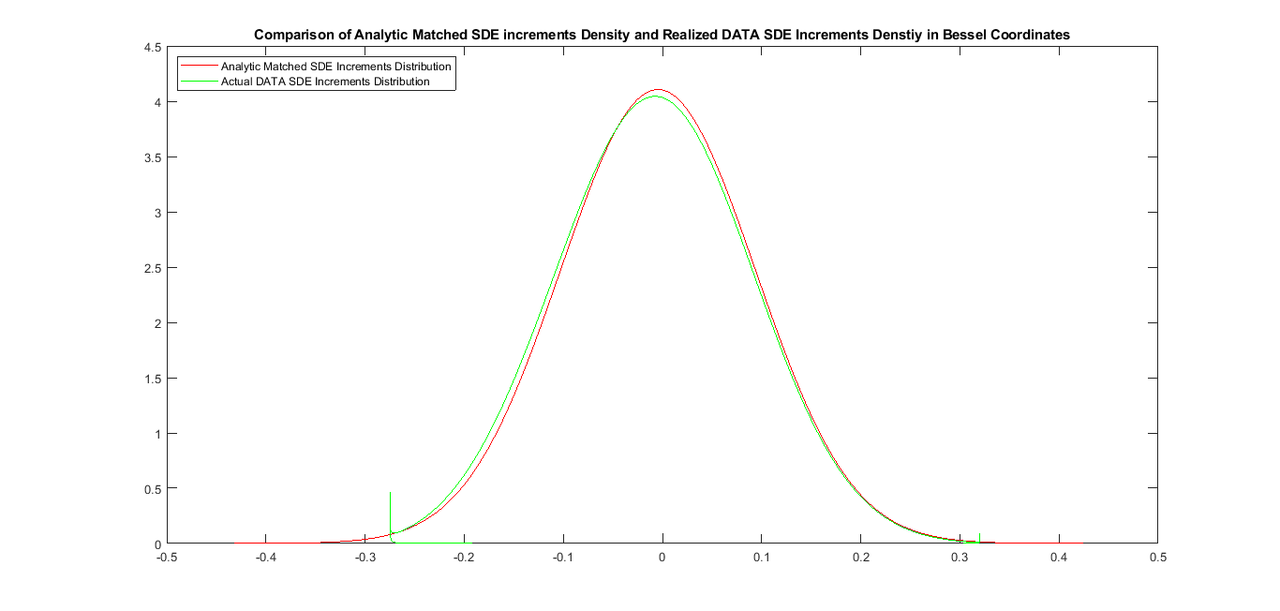 Comparison of Analytic Matched SDE increments Density and Realized DATA SDE Increments Denstiy in Bessel Coordinates
4.5
Analytic Matched SDE Increments Distribution
Actual DATA SDE Increments Distribution
4
3.5
3
2.5
2
1.5
1
0.5
0
-0.5 -0.4 -0.3 -0.2 -0.1 0 0.1 0.2 0.3 0.4 0.5